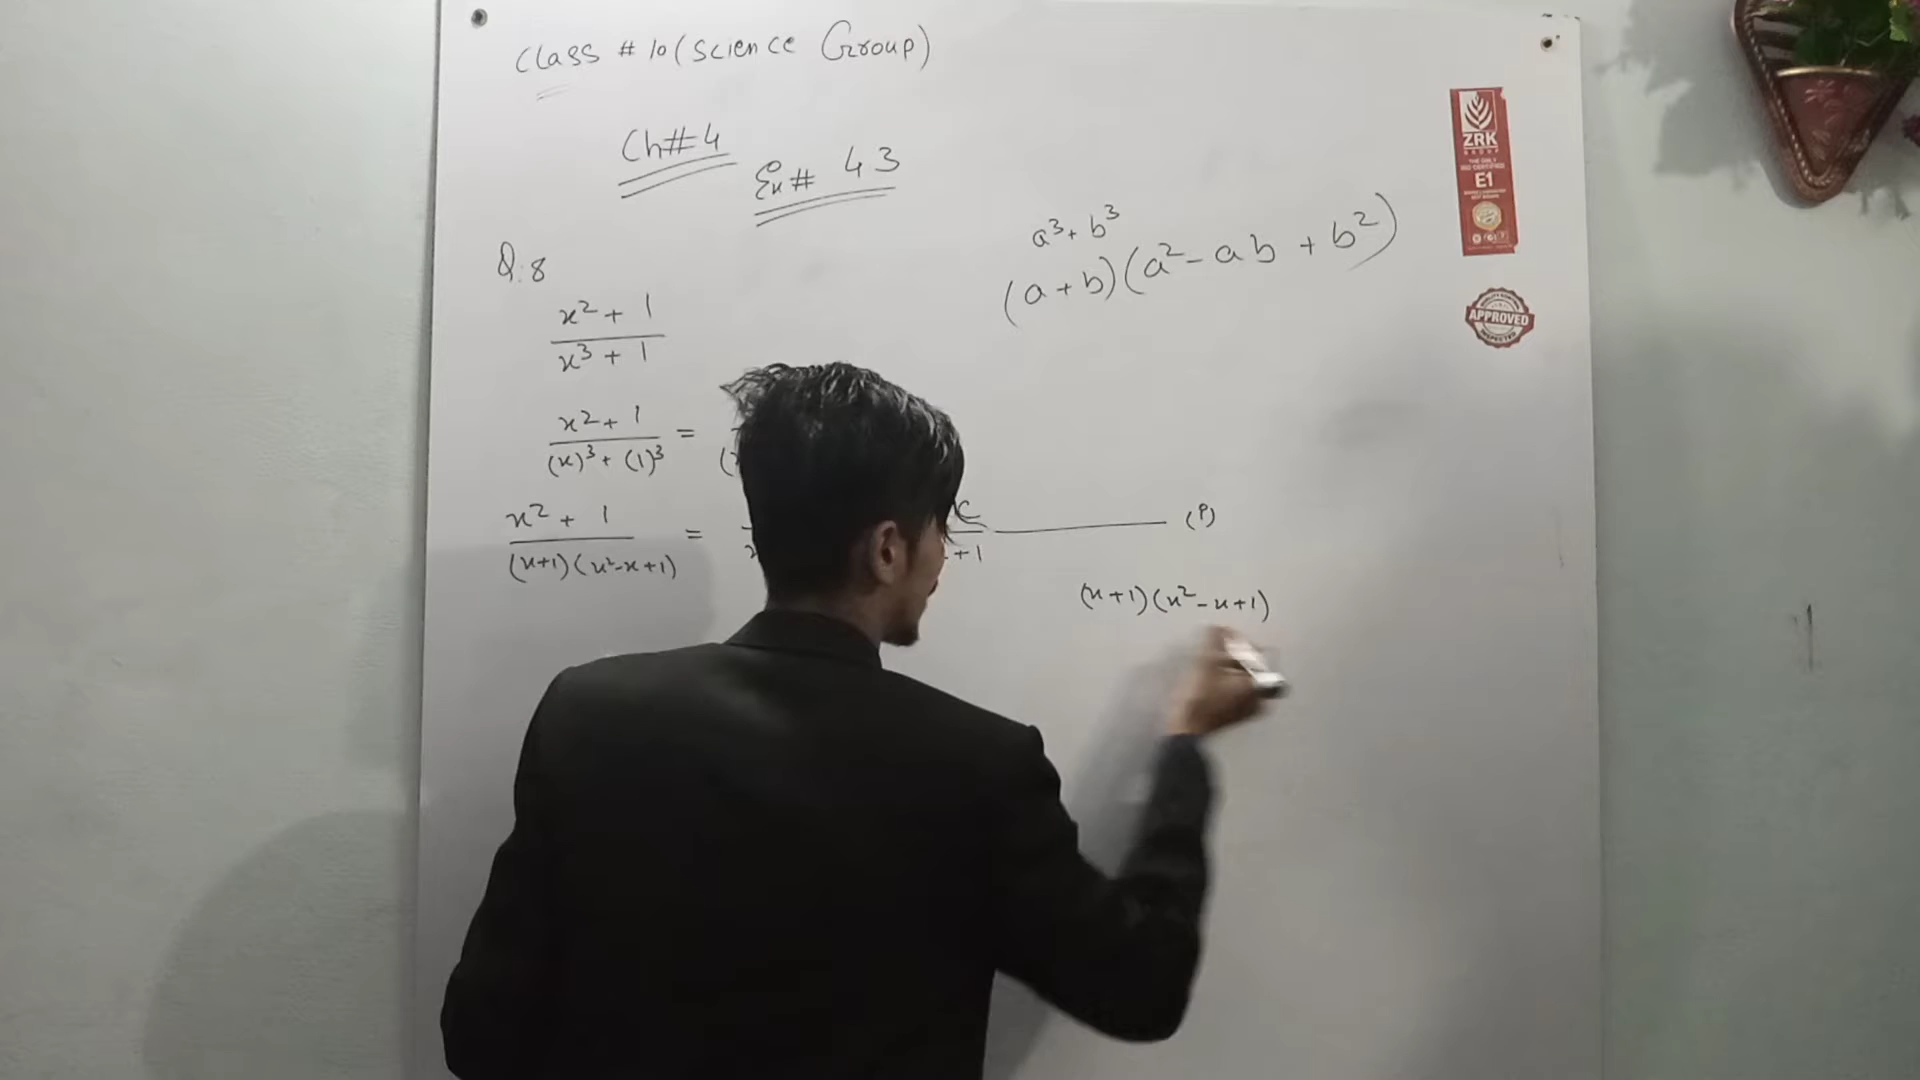 Class # 10 (Science Group)
Ch# 4
Ex# 4 3
a³ + b³
(a + b)(a² - ab + b²)
Q.8
x² + 1
x³ + 1
x² + 1
(x)³ + (1)³
=
x² + 1
(x+1)(x²-x+1)
=
C
+1
(i)
(x+1)(x²-x+1)
ZRK
GROUP
E1
APPROVED